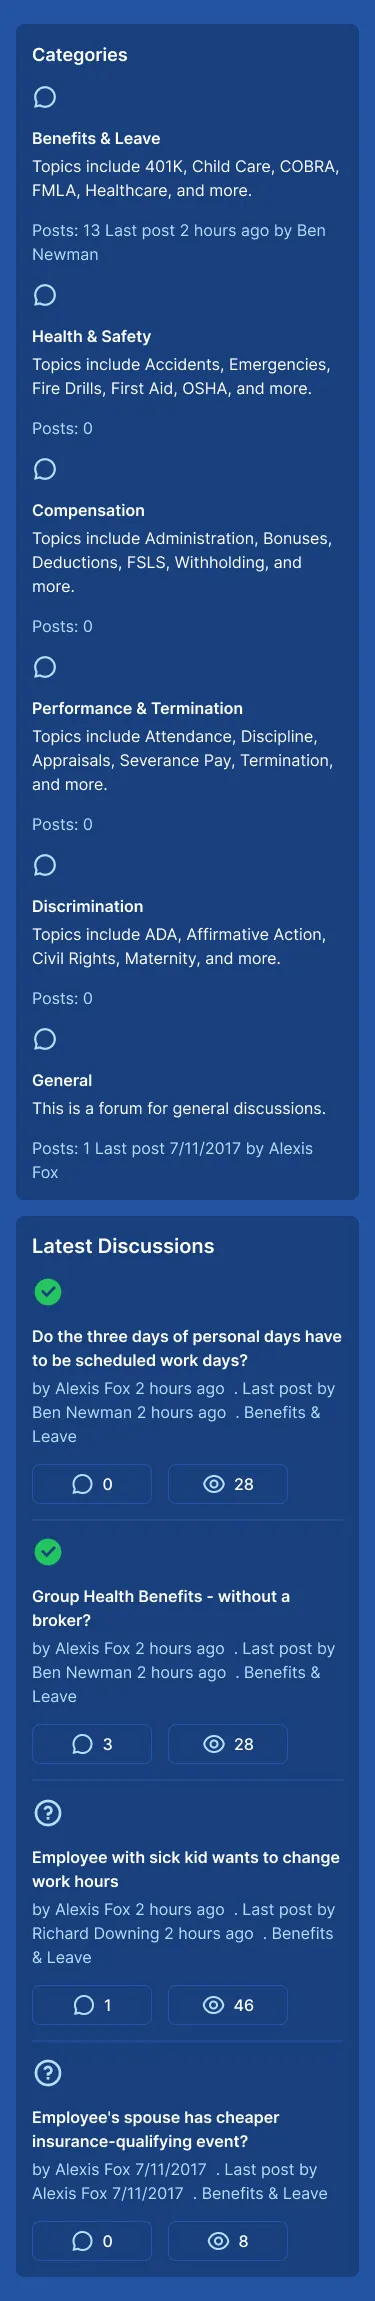 Categories
Benefits & Leave
Topics include 401K, Child Care, COBRA,
FMLA, Healthcare, and more.
Posts: 13 Last post 2 hours ago by Ben
Newman
Health & Safety
Topics include Accidents, Emergencies,
Fire Drills, First Aid, OSHA, and more.
Posts: 0
Compensation
Topics include Administration, Bonuses,
Deductions, FSLS, Withholding, and
more.
Posts: 0
Performance & Termination
Topics include Attendance, Discipline,
Appraisals, Severance Pay, Termination,
and more.
Posts: 0
Discrimination
Topics include ADA, Affirmative Action,
Civil Rights, Maternity, and more.
Posts: 0
General
This is a forum for general discussions.
Posts: 1 Last post 7/11/2017 by Alexis
Fox
Latest Discussions
Do the three days of personal days have
to be scheduled work days?
by Alexis Fox 2 hours ago . Last post by
Ben Newman 2 hours ago . Benefits &
Leave
0 28
Group Health Benefits - without a
broker?
by Alexis Fox 2 hours ago . Last post by
Ben Newman 2 hours ago . Benefits &
Leave
3 28
Employee with sick kid wants to change
work hours
by Alexis Fox 2 hours ago . Last post by
Richard Downing 2 hours ago . Benefits
& Leave
1 46
Employee's spouse has cheaper
insurance-qualifying event?
by Alexis Fox 7/11/2017 . Last post by
Alexis Fox 7/11/2017 . Benefits & Leave
0 8